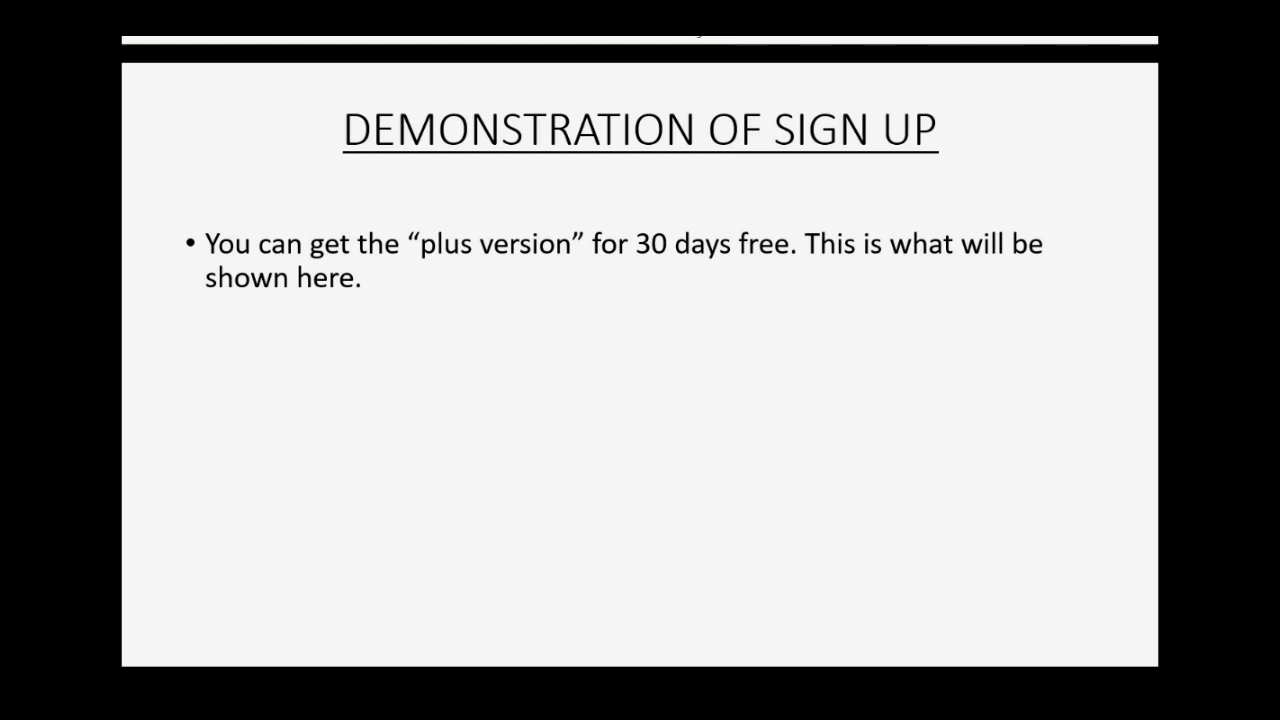 DEMONSTRATION OF SIGN UP
• You can get the “plus version” for 30 days free. This is what will be
shown here.